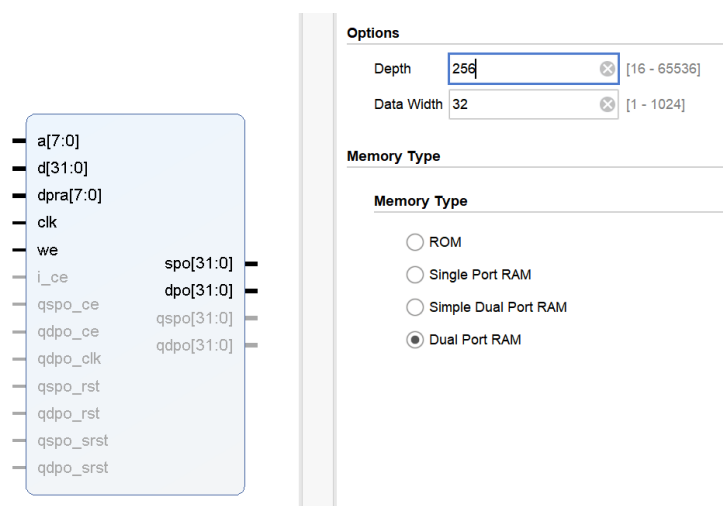 a[7:0]
d[31:0]
dpra[7:0]
clk
we
i_ce
qspo_ce
qdpo_ce
qdpo_clk
qspo_rst
qdpo_rst
qspo_srst
qdpo_srst
spo[31:0]
dpo[31:0]
qspo[31:0]
qdpo[31:0]
Options
Depth 256 [16 - 65536]
Data Width 32 [1 - 1024]
Memory Type
Memory Type
ROM
Single Port RAM
Simple Dual Port RAM
Dual Port RAM